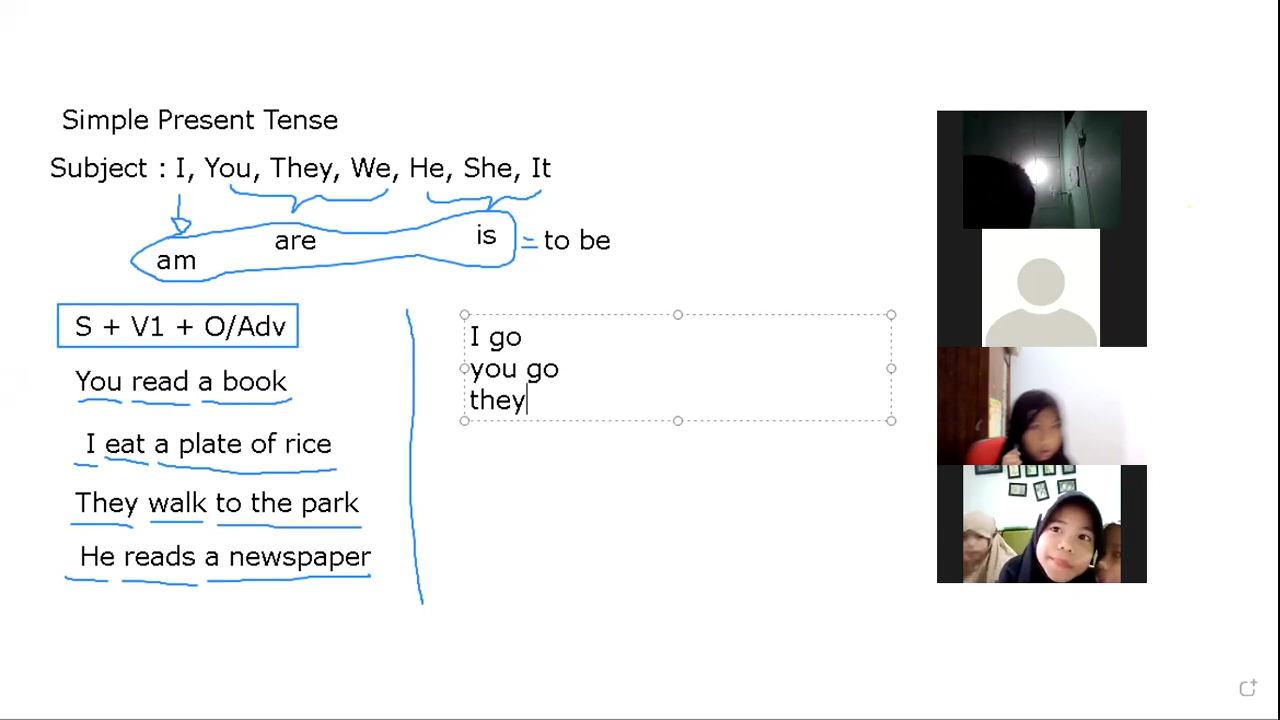 Simple Present Tense
Subject : I, You, They, We, He, She, It
am are is = to be
S + V1 + O/Adv
You read a book
I eat a plate of rice
They walk to the park
He reads a newspaper
I go
you go
they